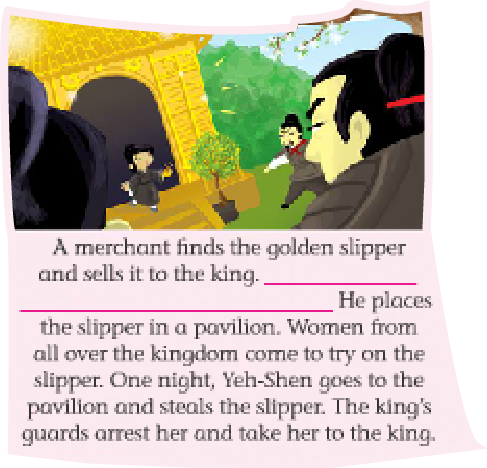 A merchant finds the golden slipper
and sells it to the king. ____________
________________________ He places
the slipper in a pavilion. Women from
all over the kingdom come to try on the
slipper. One night, Yeh-Shen goes to the
pavilion and steals the slipper. The king's
guards arrest her and take her to the king.